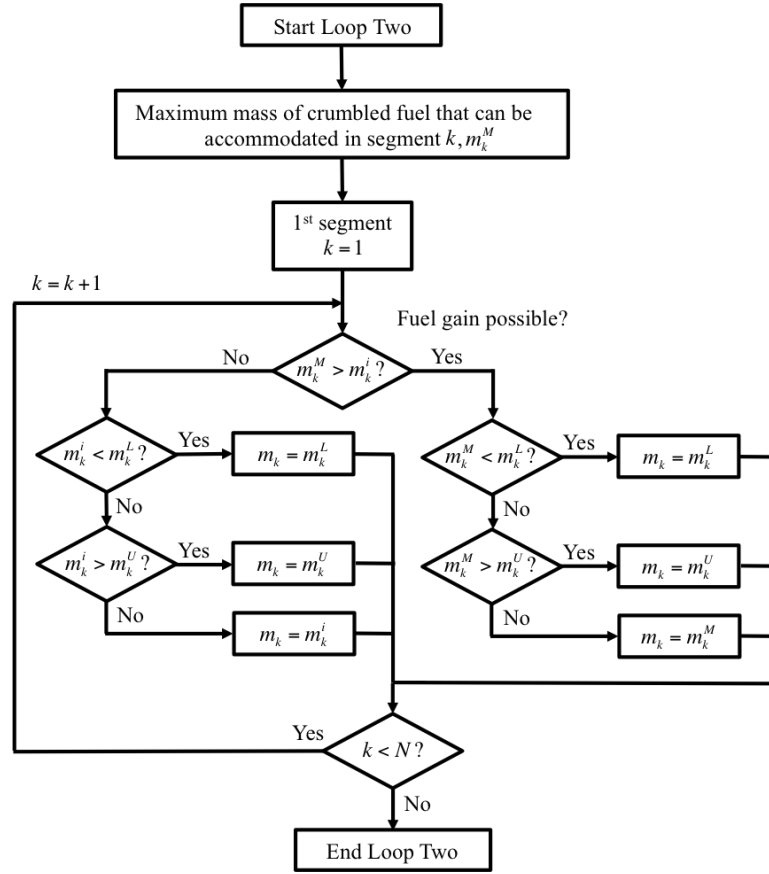 Start Loop Two
Maximum mass of crumbled fuel that can be
accommodated in segment k, m_k^M
1st segment
k = 1
k = k + 1
Fuel gain possible?
No
m_k^M > m_k^i ?
Yes
m_k^i < m_k^L ?
Yes
m_k = m_k^L
m_k^M < m_k^L ?
Yes
m_k = m_k^L
No
No
m_k^i > m_k^U ?
Yes
m_k = m_k^U
m_k^M > m_k^U ?
Yes
m_k = m_k^U
No
m_k = m_k^i
No
m_k = m_k^M
Yes
k < N ?
No
End Loop Two